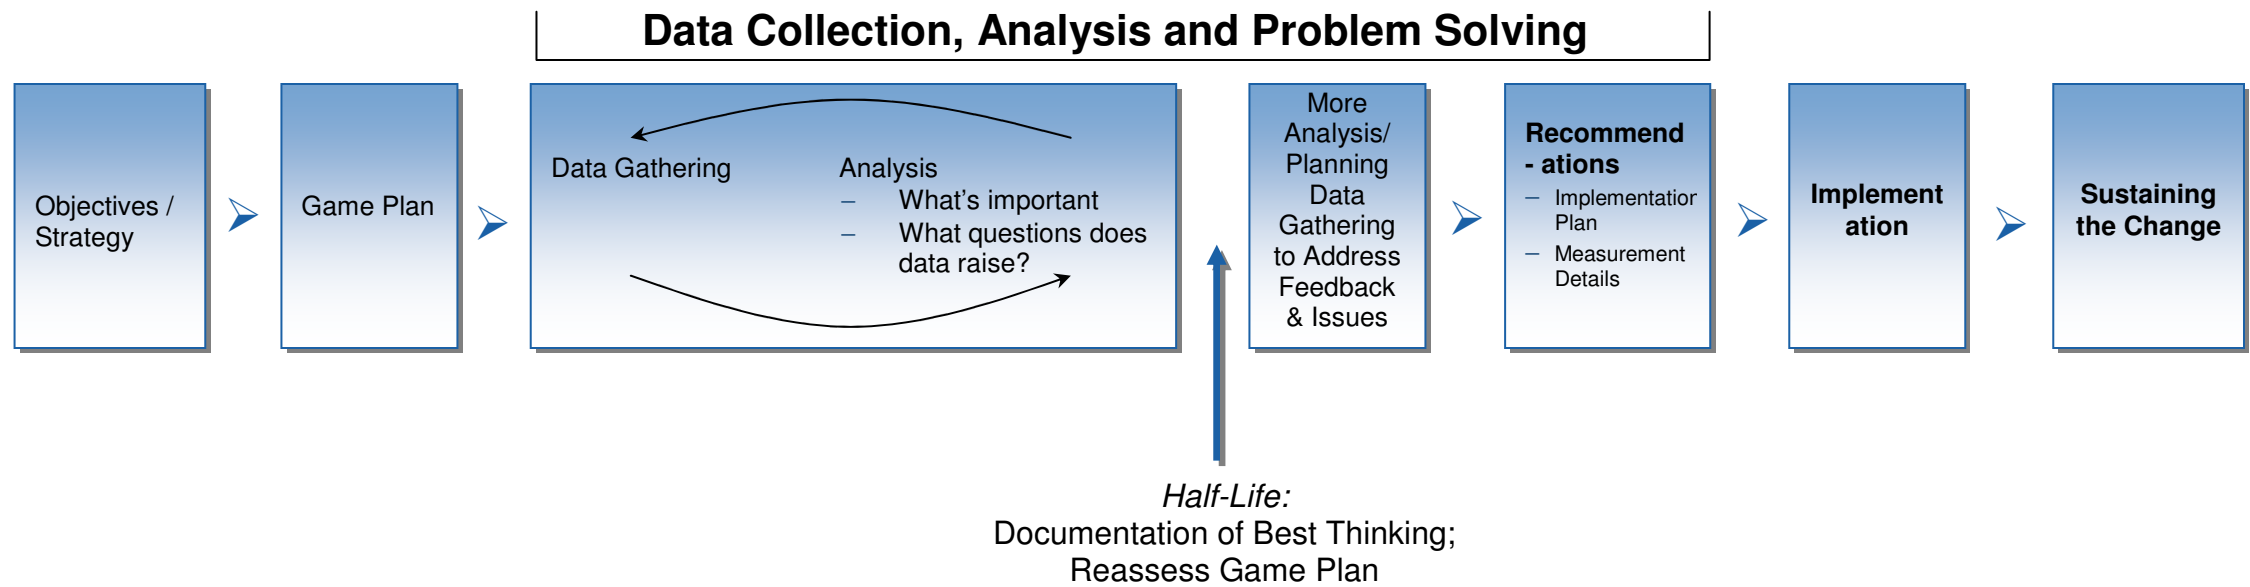 Data Collection, Analysis and Problem Solving
Objectives /
Strategy
Game Plan
Data Gathering
Analysis
– What's important
– What questions does
data raise?
More
Analysis/
Planning
Data
Gathering
to Address
Feedback
& Issues
Recommend
- ations
– Implementation
Plan
– Measurement
Details
Implement
ation
Sustaining
the Change
Half-Life:
Documentation of Best Thinking;
Reassess Game Plan